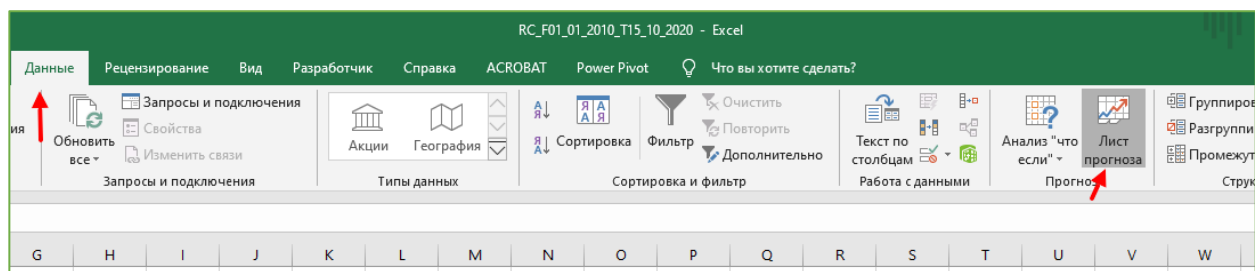 RC_F01_01_2010_T15_10_2020 - Excel
Данные Рецензирование Вид Разработчик Справка ACROBAT Power Pivot Что вы хотите сделать?
ия
Обновить
все
Запросы и подключения
Свойства
Изменить связи
Запросы и подключения
Акции
География
Типы данных
Сортировка
Фильтр
Очистить
Повторить
Дополнительно
Сортировка и фильтр
Текст по
столбцам
Работа с данными
Анализ "что
если"
Лист
прогноза
Прогноз
Группиров
Разгруппи
Промежут
Струк
G H I J K L M N O P Q R S T U V W